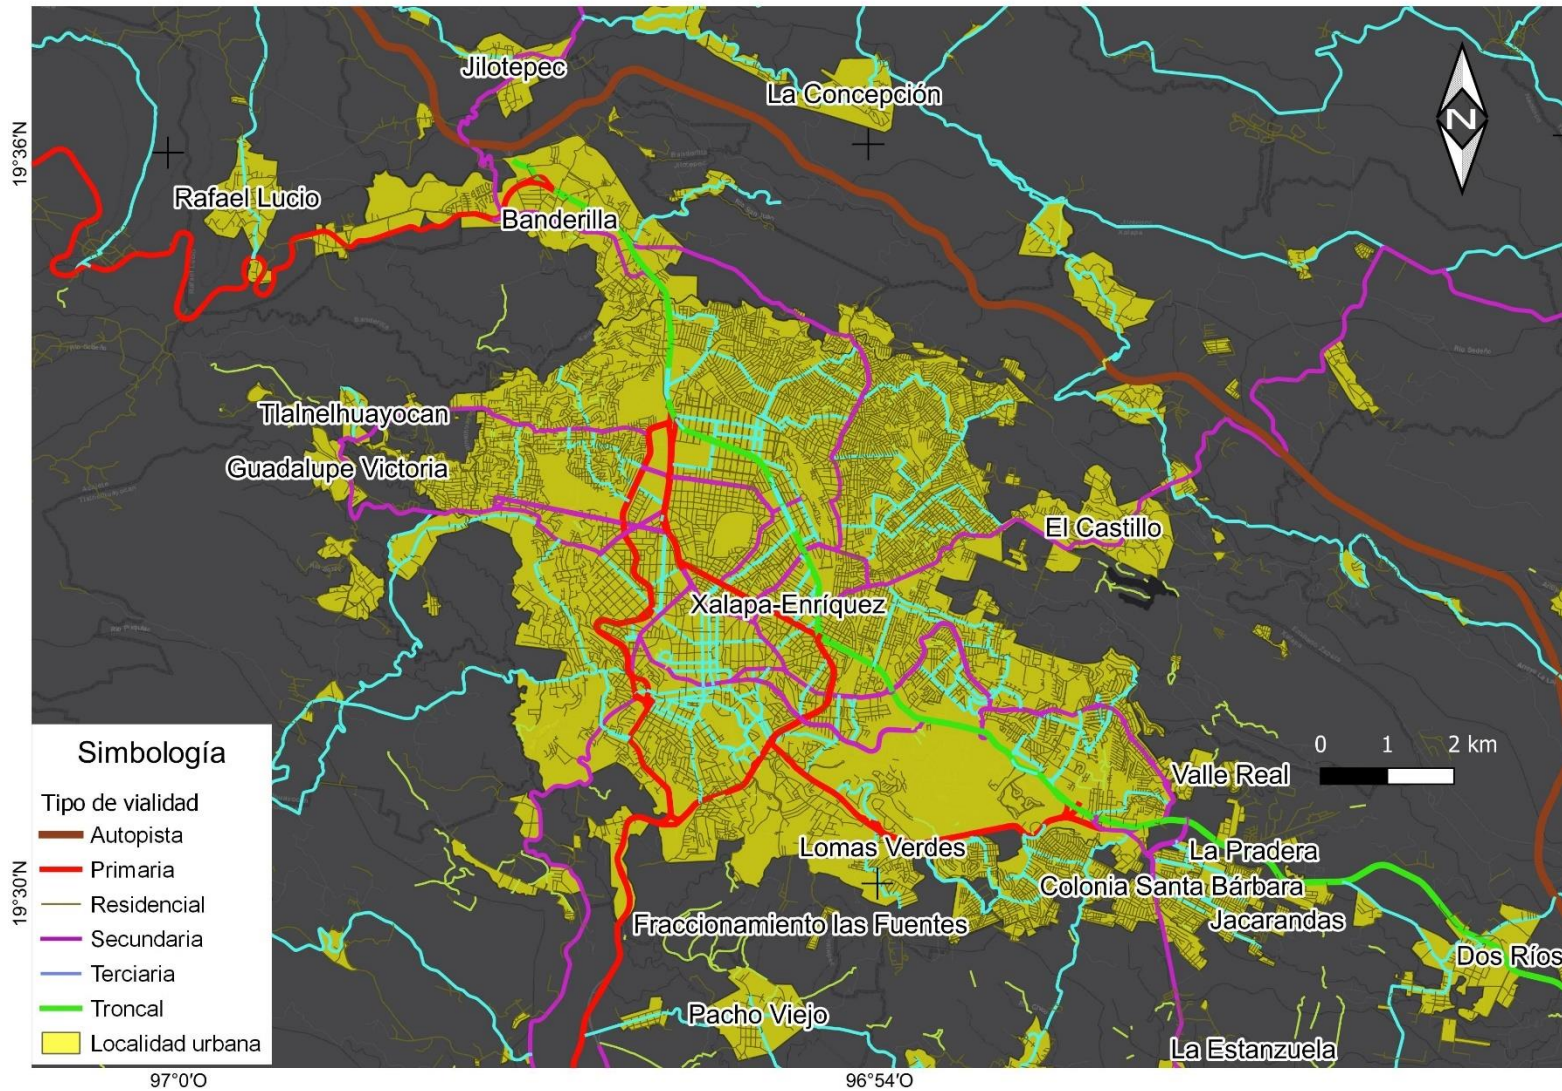 Jilotepec
La Concepción
N
19°36'N
Rafael Lucio
Banderilla
Tlalnelhuayocan
Guadalupe Victoria
El Castillo
Xalapa-Enríquez
Simbología
Tipo de vialidad
Autopista
Primaria
Residencial
Secundaria
Terciaria
Troncal
Localidad urbana
0 1 2 km
Valle Real
Lomas Verdes
La Pradera
19°30'N
Colonia Santa Bárbara
Fraccionamiento las Fuentes
Jacarandas
Dos Ríos
Pacho Viejo
La Estanzuela
97°0'O
96°54'O